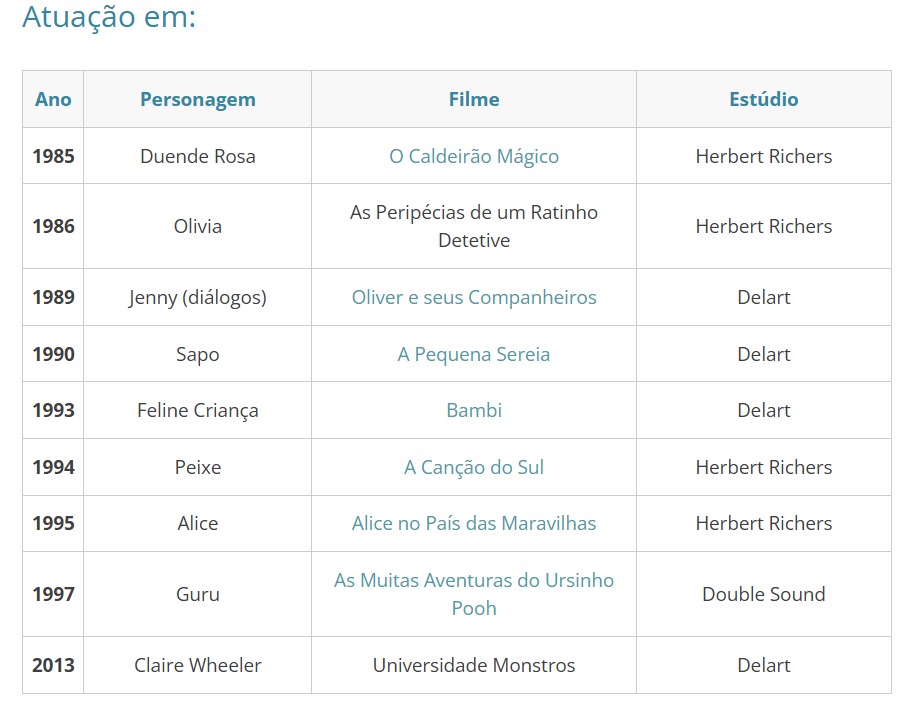 Atuação em:
Ano Personagem Filme Estúdio
1985 Duende Rosa O Caldeirão Mágico Herbert Richers
1986 Olivia As Peripécias de um Ratinho Detetive Herbert Richers
1989 Jenny (diálogos) Oliver e seus Companheiros Delart
1990 Sapo A Pequena Sereia Delart
1993 Feline Criança Bambi Delart
1994 Peixe A Canção do Sul Herbert Richers
1995 Alice Alice no País das Maravilhas Herbert Richers
1997 Guru As Muitas Aventuras do Ursinho Pooh Double Sound
2013 Claire Wheeler Universidade Monstros Delart